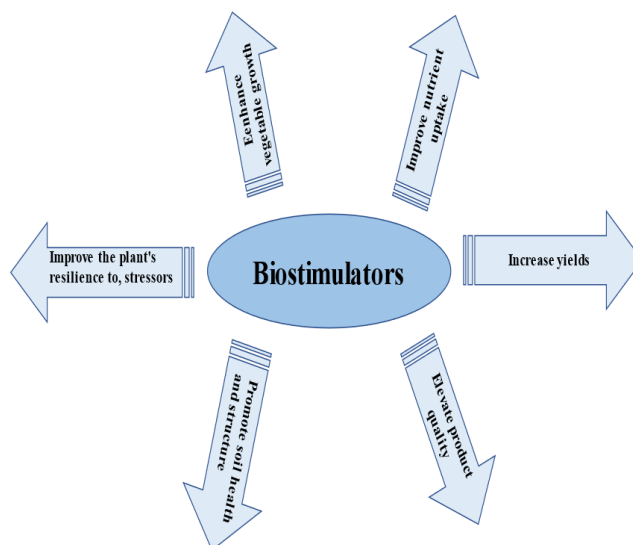 Eenhance
vegetable growth
Improve nutrient
uptake
Improve the plant's
resilience to, stressors
Biostimulators
Increase yields
Promote soil health
and structure
Elevate product
quality